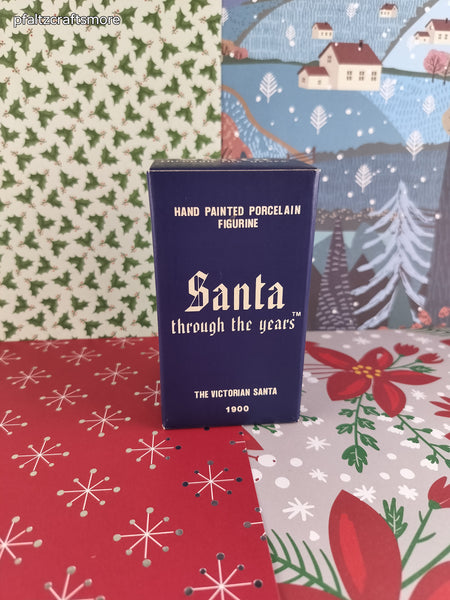 pfaltzcraftsmore
HAND PAINTED PORCELAIN
FIGURINE
Santa
through the years™
THE VICTORIAN SANTA
1900